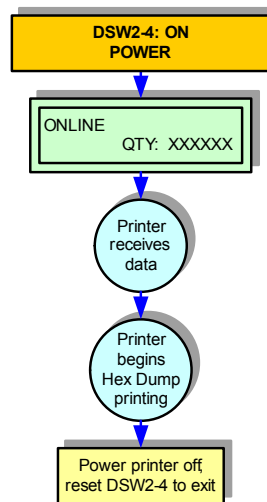 DSW2-4: ON
POWER
ONLINE
QTY: XXXXXX
Printer
receives
data
Printer
begins
Hex Dump
printing
Power printer off,
reset DSW2-4 to exit